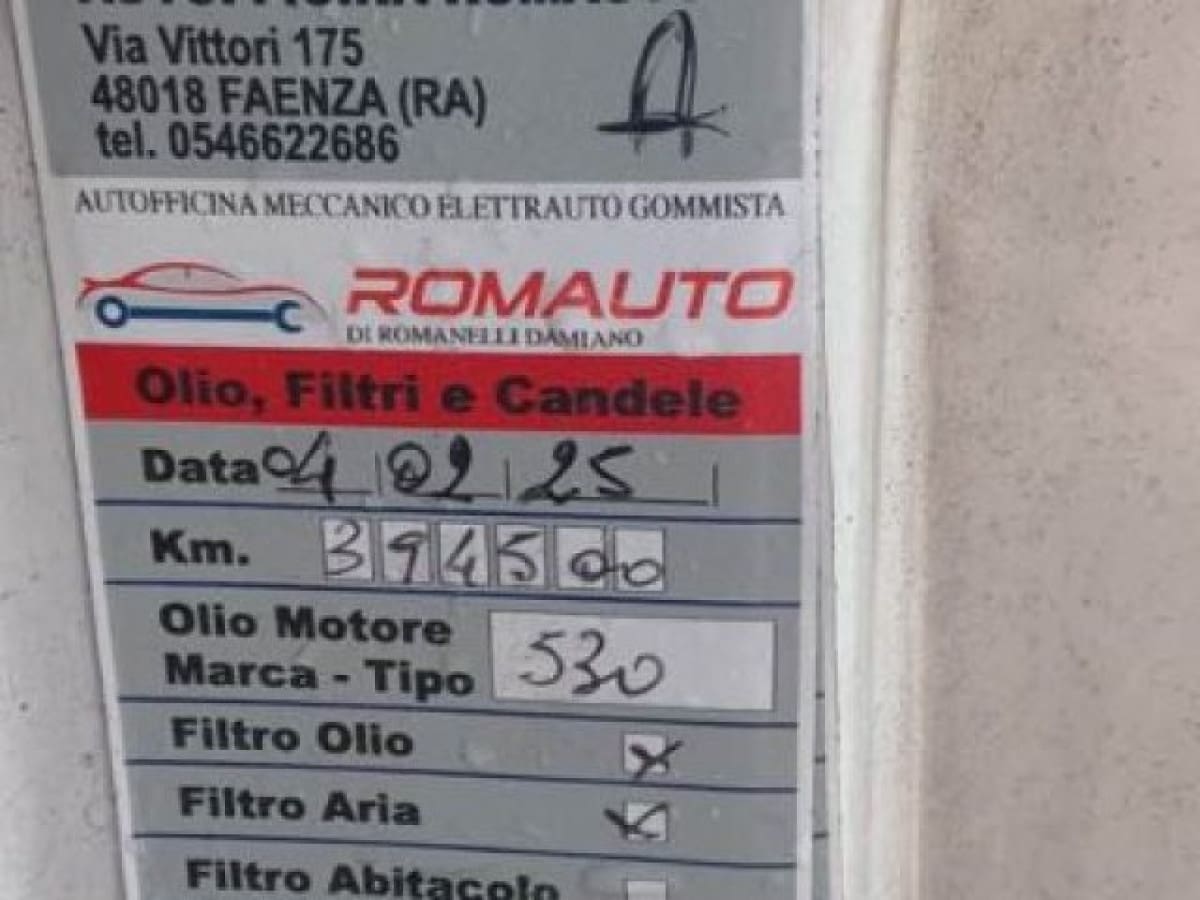 Via Vittori 175
48018 FAENZA (RA)
tel. 0546622686
A
AUTOFFICINA MECCANICO ELETTRAUTO GOMMISTA
ROMAUTO
DI ROMANELLI DAMIANO
Olio, Filtri e Candele
Data 04 02 25
Km. 394500
Olio Motore
Marca - Tipo 530
Filtro Olio X
Filtro Aria X
Filtro Abitacolo